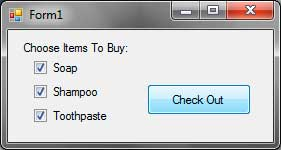 Form1
Choose Items To Buy:
Soap
Shampoo
Check Out
Toothpaste